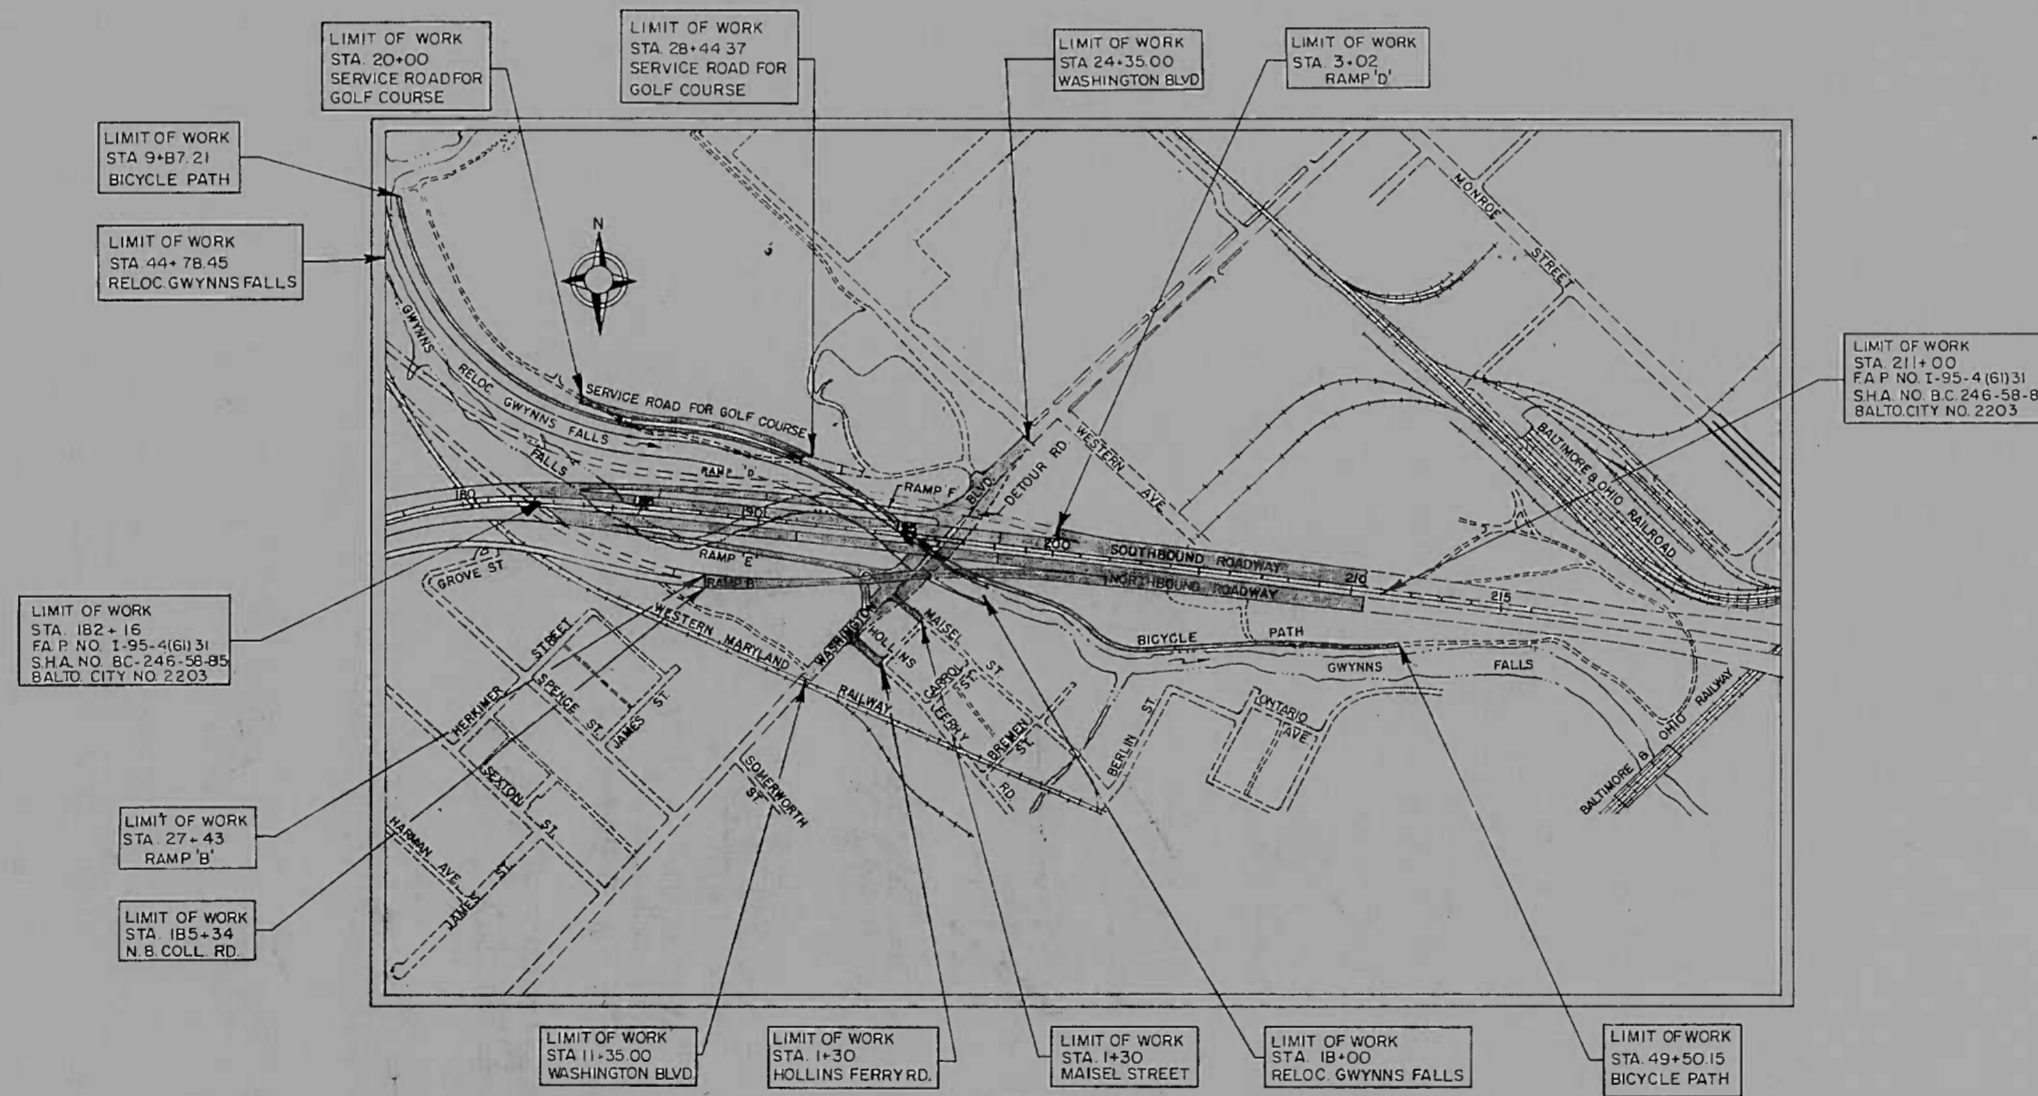 LIMIT OF WORK
STA. 20+00
SERVICE ROAD FOR
GOLF COURSE
LIMIT OF WORK
STA. 28+44 37
SERVICE ROAD FOR
GOLF COURSE
LIMIT OF WORK
STA 24+35.00
WASHINGTON BLVD
LIMIT OF WORK
STA. 3+02
RAMP 'D'
LIMIT OF WORK
STA 9+87.21
BICYCLE PATH
LIMIT OF WORK
STA. 44+78.45
RELOC. GWYNNS FALLS
LIMIT OF WORK
STA. 211+00
F.A.P. NO. I-95-4(61)31
S.H.A. NO. B.C. 246-58-8
BALTO. CITY NO. 2203
N
MONROE
STREET
GWYNNS
FALLS
RELOC.
GWYNNS FALLS
SERVICE ROAD FOR GOLF COURSE
RAMP 'D'
RAMP 'F'
BLVD.
DETOUR RD
WESTERN
AVE
BALTIMORE & OHIO RAILROAD
180
190
200
SOUTHBOUND ROADWAY
210
NORTHBOUND ROADWAY
215
RAMP 'E'
RAMP B
GROVE ST.
WESTERN MARYLAND
RAILWAY
WASHINGTON
HOLLINS
FERRY
RD
MAISEL
ST.
CARROL
ST.
BREMEN
ST.
BERLIN
ST.
BICYCLE PATH
GWYNNS FALLS
ONTARIO
AVE.
BALTIMORE & OHIO RAILWAY
HERKIMER
STREET
SPENCE ST.
JAMES ST.
SEXTON
ST.
HARMAN AVE
JAMES ST.
SOMERWORTH
ST.
LIMIT OF WORK
STA. 182+16
F.A.P. NO. I-95-4(61)31
S.H.A. NO. BC-246-58-815
BALTO. CITY NO. 2203
LIMIT OF WORK
STA. 27+43
RAMP 'B'
LIMIT OF WORK
STA. 185+34
N.B. COLL. RD.
LIMIT OF WORK
STA 11+35.00
WASHINGTON BLVD.
LIMIT OF WORK
STA. 1+30
HOLLINS FERRY RD.
LIMIT OF WORK
STA. 1+30
MAISEL STREET
LIMIT OF WORK
STA. 18+00
RELOC. GWYNNS FALLS
LIMIT OF WORK
STA. 49+50.15
BICYCLE PATH